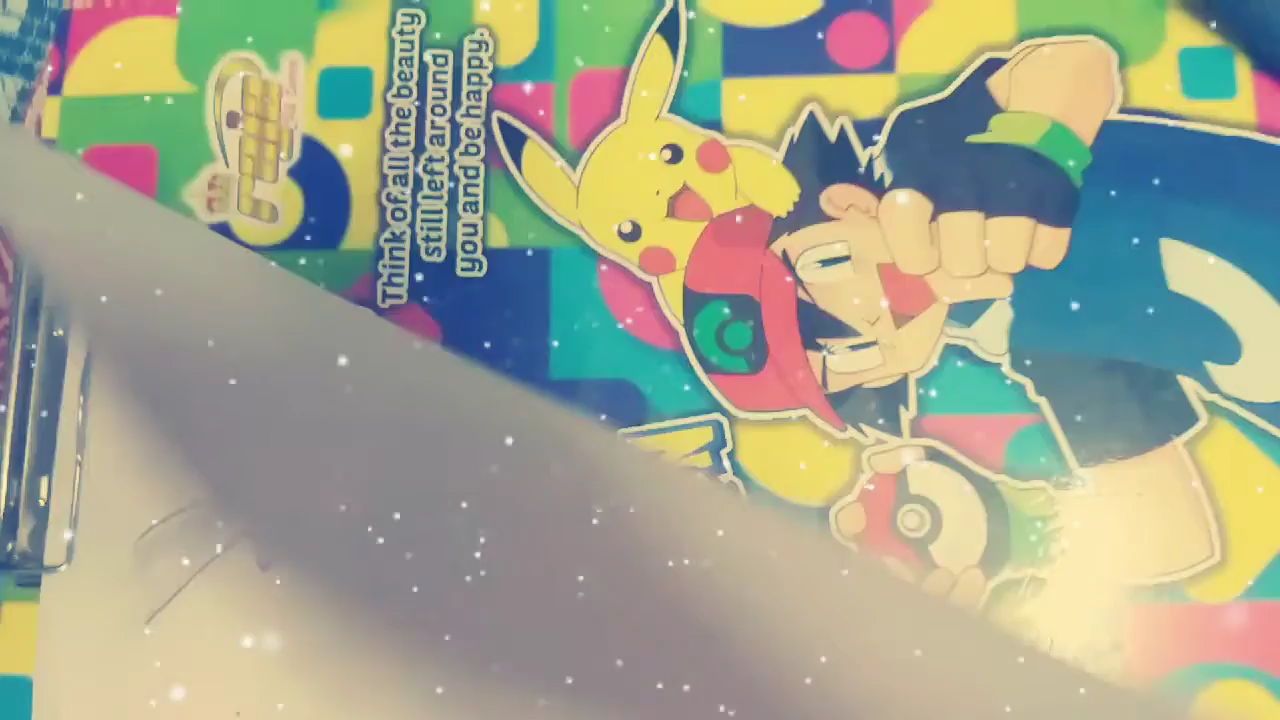 Think of all the beauty
still left around
you and be happy.